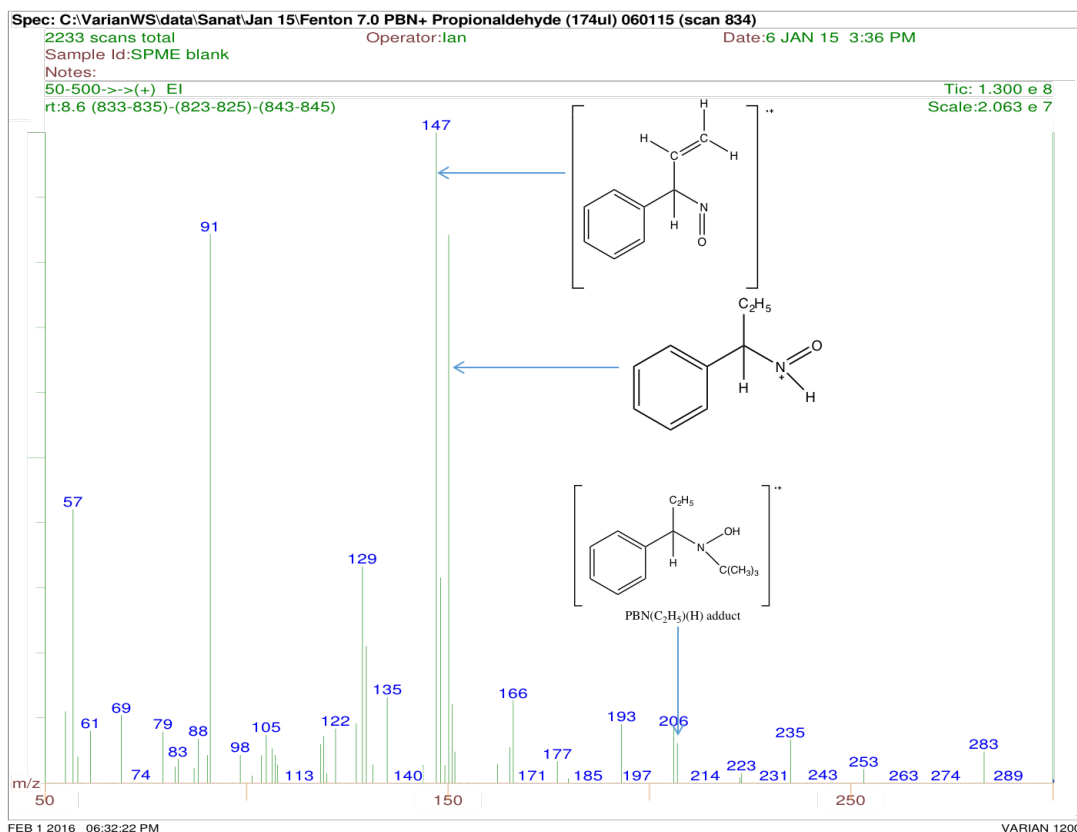 Spec: C:\VarianWS\data\Sanat\Jan 15\Fenton 7.0 PBN+ Propionaldehyde (174ul) 060115 (scan 834)
2233 scans total Operator:Ian Date:6 JAN 15 3:36 PM
Sample Id:SPME blank
Notes:
50-500->->(+) EI Tic: 1.300 e 8
rt:8.6 (833-835)-(823-825)-(843-845) Scale:2.063 e 7
H
147
H C
C H
N
H
O
91
C₂H₅
O
N
+
H
H
57
C₂H₅
OH
N
H
C(CH₃)₃
129
PBN(C₂H₅)(H) adduct
135 166
69 193 206
61 79 88 105 122 235
98 83 177 223 253 283
74 113 140 171 185 197 214 231 243 263 274 289
m/z
50 150 250
FEB 1 2016 06:32:22 PM VARIAN 1200